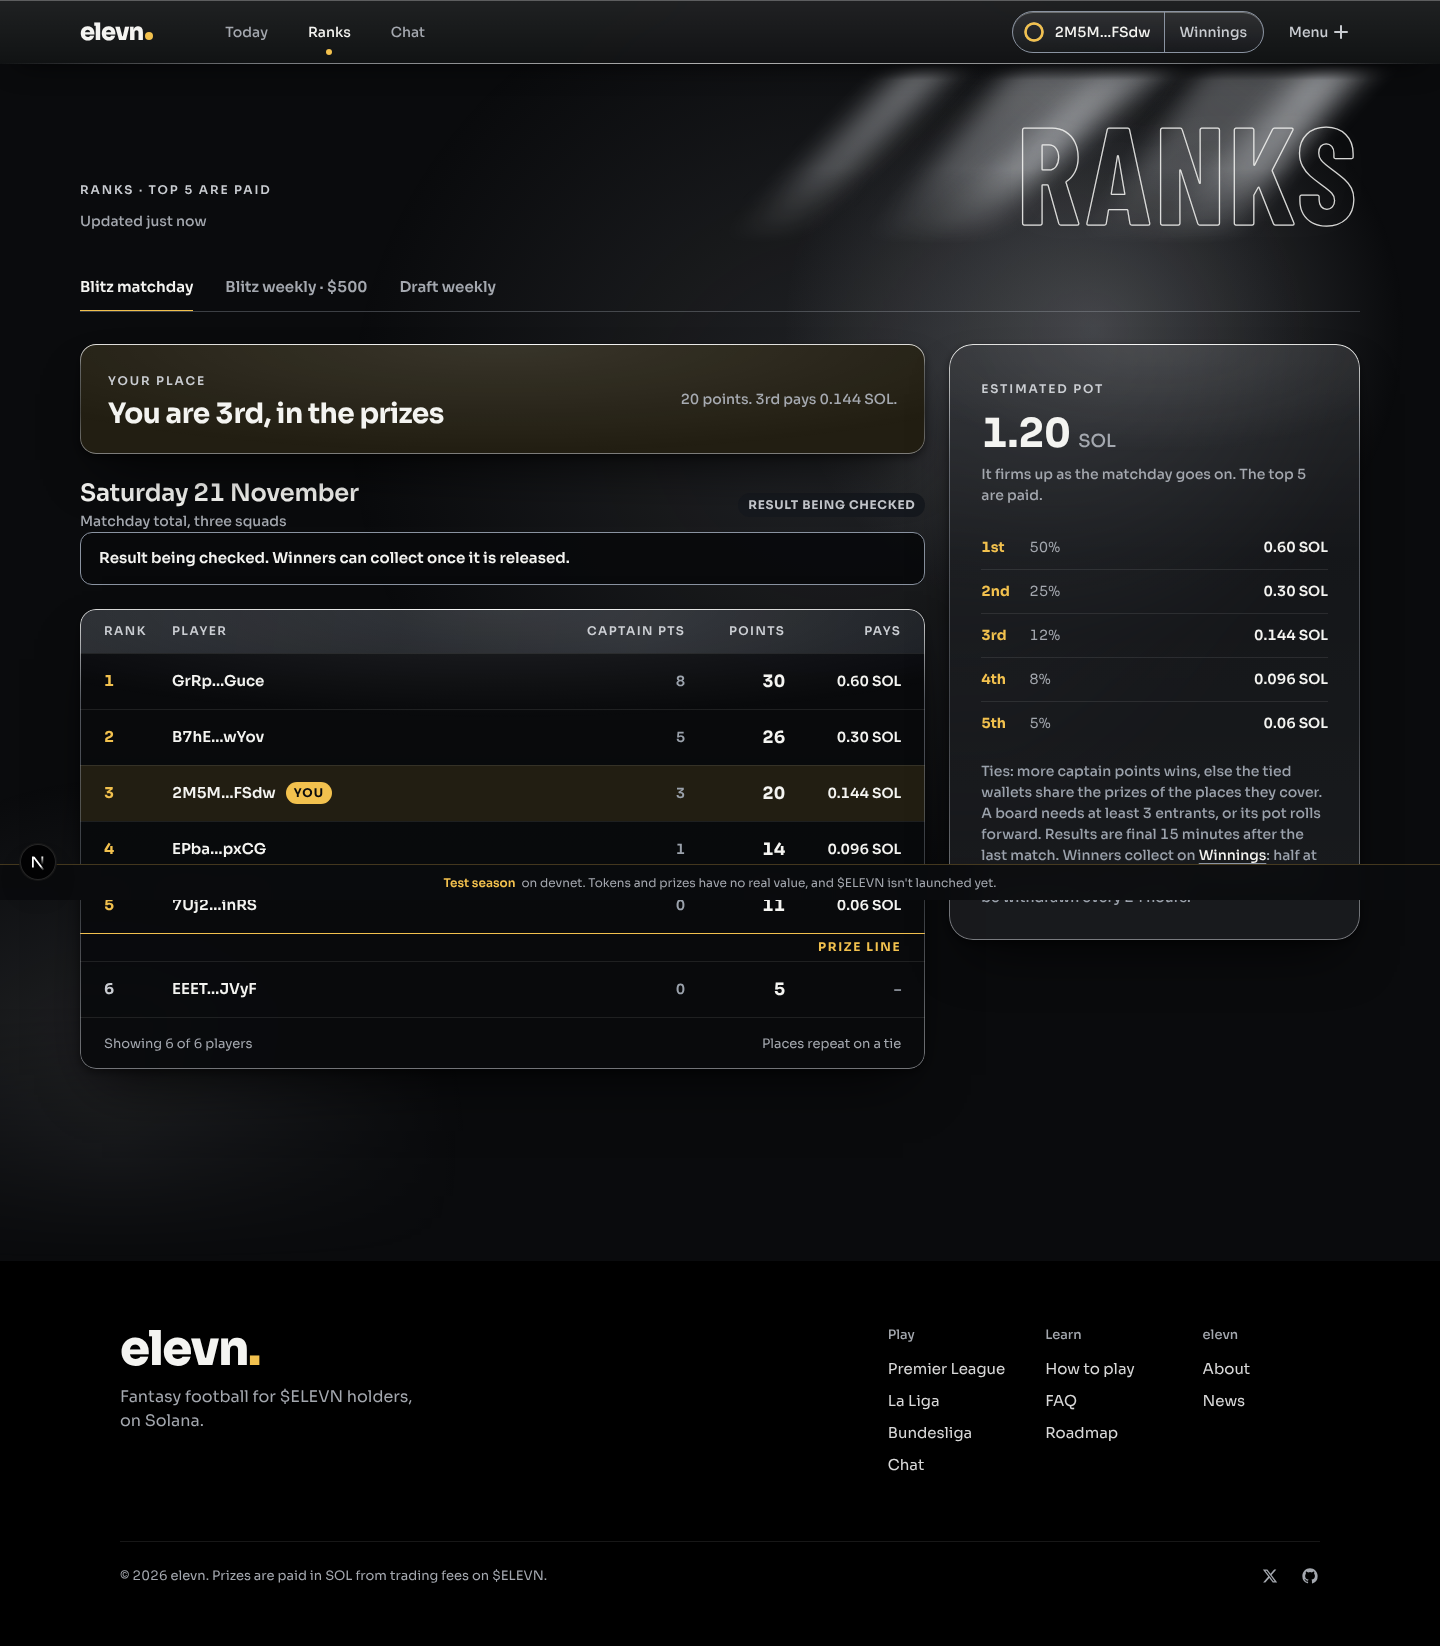 elevn.
Today
Ranks
Chat
2M5M...FSdw
Winnings
Menu
RANKS
RANKS · TOP 5 ARE PAID
Updated just now
Blitz matchday
Blitz weekly · $500
Draft weekly
YOUR PLACE
You are 3rd, in the prizes
20 points. 3rd pays 0.144 SOL.
Saturday 21 November
Matchday total, three squads
RESULT BEING CHECKED
Result being checked. Winners can collect once it is released.
RANK PLAYER CAPTAIN PTS POINTS PAYS
1 GrRp...Guce 8 30 0.60 SOL
2 B7hE...wYov 5 26 0.30 SOL
3 2M5M...FSdw YOU 3 20 0.144 SOL
4 EPba...pxCG 1 14 0.096 SOL
5 7Uj2...inRS 0 11 0.06 SOL
PRIZE LINE
6 EEET...JVyF 0 5 –
Showing 6 of 6 players
Places repeat on a tie
ESTIMATED POT
1.20 SOL
It firms up as the matchday goes on. The top 5
are paid.
1st 50% 0.60 SOL
2nd 25% 0.30 SOL
3rd 12% 0.144 SOL
4th 8% 0.096 SOL
5th 5% 0.06 SOL
Ties: more captain points wins, else the tied
wallets share the prizes of the places they cover.
A board needs at least 3 entrants, or its pot rolls
forward. Results are final 15 minutes after the
last match. Winners collect on Winnings: half at
Test season on devnet. Tokens and prizes have no real value, and $ELEVN isn't launched yet.
elevn.
Fantasy football for $ELEVN holders,
on Solana.
Play
Premier League
La Liga
Bundesliga
Chat
Learn
How to play
FAQ
Roadmap
elevn
About
News
© 2026 elevn. Prizes are paid in SOL from trading fees on $ELEVN.